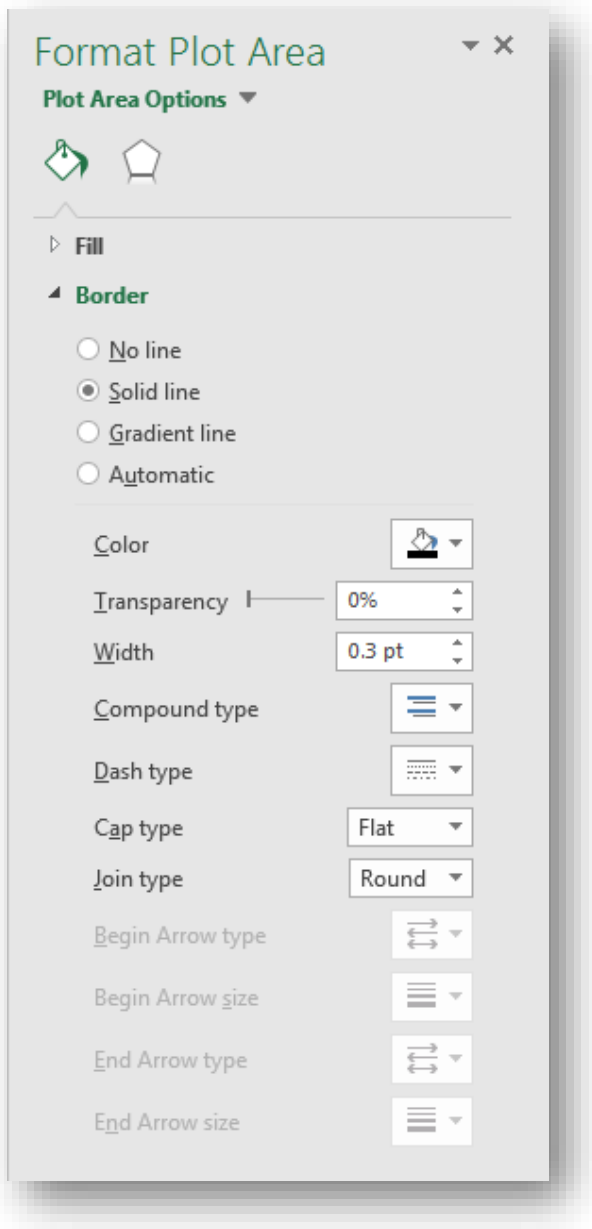 Format Plot Area
Plot Area Options
Fill
Border
No line
Solid line
Gradient line
Automatic
Color
Transparency 0%
Width 0.3 pt
Compound type
Dash type
Cap type Flat
Join type Round
Begin Arrow type
Begin Arrow size
End Arrow type
End Arrow size